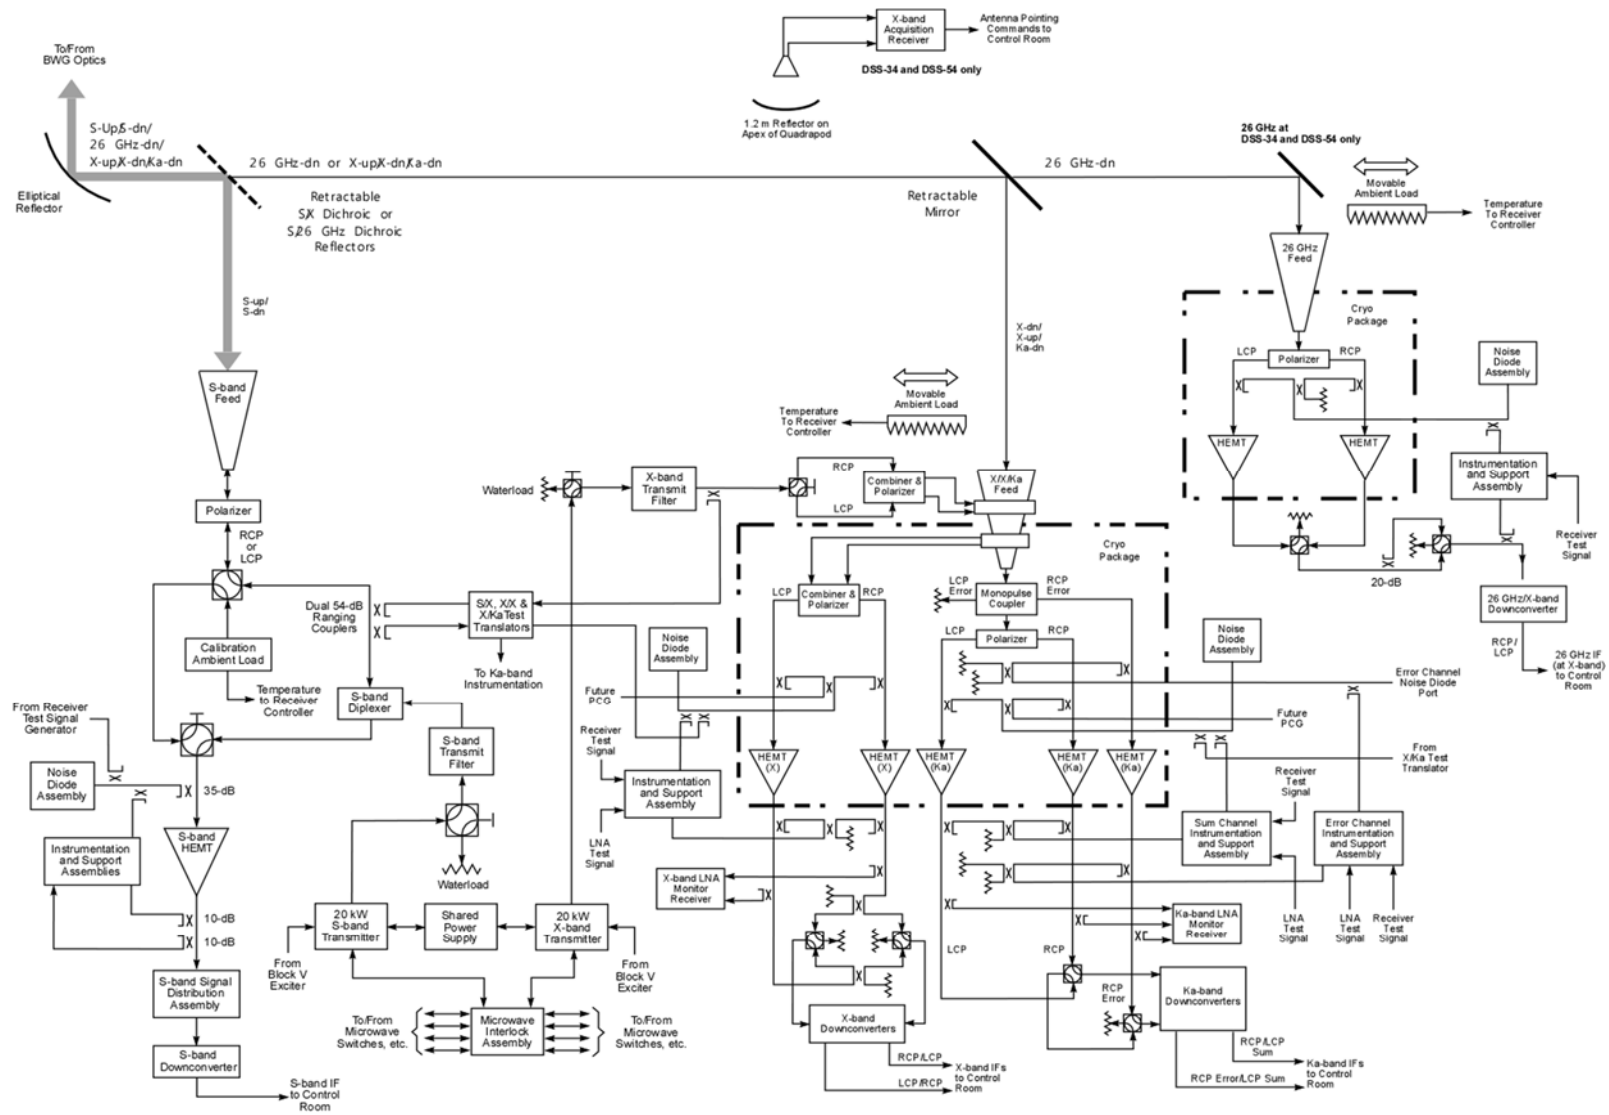 X-band
Acquisition
Receiver
Antenna Pointing
Commands to
Control Room
DSS-34 and DSS-54 only
1.2 m Reflector on
Apex of Quadrapod
To/From
BWG Optics
S-Up/S-dn/
26 GHz-dn/
X-up/X-dn/Ka-dn
Elliptical
Reflector
26 GHz-dn or X-up/X-dn/Ka-dn
Retractable
S/X Dichroic or
S/26 GHz Dichroic
Reflectors
Retractable
Mirror
26 GHz-dn
26 GHz at
DSS-34 and DSS-54 only
Movable
Ambient Load
Temperature
To Receiver
Controller
26 GHz
Feed
Cryo
Package
LCP
Polarizer
RCP
HEMT
HEMT
Noise
Diode
Assembly
Instrumentation
and Support
Assembly
Receiver
Test
Signal
20-dB
26 GHz/X-band
Downconverter
RCP/
LCP
26 GHz IF
(at X-band)
to Control
Room
S-up/
S-dn
S-band
Feed
Polarizer
RCP
or
LCP
Calibration
Ambient Load
Temperature
to Receiver
Controller
Dual 54-dB
Ranging
Couplers
S/X, X/X &
X/KaTest
Translators
To Ka-band
Instrumentation
S-band
Diplexer
S-band
Transmit
Filter
Waterload
From Receiver
Test Signal
Generator
Noise
Diode
Assembly
35-dB
S-band
HEMT
Instrumentation
and Support
Assemblies
10-dB
10-dB
S-band Signal
Distribution
Assembly
S-band
Downconverter
S-band IF
to Control
Room
20 kW
S-band
Transmitter
Shared
Power
Supply
20 kW
X-band
Transmitter
From
Block V
Exciter
From
Block V
Exciter
To/From
Microwave
Switches, etc.
Microwave
Interlock
Assembly
To/From
Microwave
Switches, etc.
Waterload
X-band
Transmit
Filter
Temperature
To Receiver
Controller
Movable
Ambient Load
X-dn/
X-up/
Ka-dn
RCP
LCP
Combiner &
Polarizer
X/X/Ka
Feed
Cryo
Package
LCP
Combiner &
Polarizer
RCP
LCP
Error
Monopulse
Coupler
RCP
Error
LCP
Polarizer
RCP
Noise
Diode
Assembly
Future
PCG
Receiver
Test
Signal
Instrumentation
and Support
Assembly
LNA
Test
Signal
HEMT
(X)
HEMT
(X)
HEMT
(Ka)
HEMT
(Ka)
HEMT
(Ka)
Noise
Diode
Assembly
Error Channel
Noise Diode
Port
Future
PCG
From
X/Ka Test
Translator
Receiver
Test
Signal
Sum Channel
Instrumentation
and Support
Assembly
Error Channel
Instrumentation
and Support
Assembly
LNA
Test
Signal
LNA
Test
Signal
Receiver
Test
Signal
X-band LNA
Monitor
Receiver
Ka-band LNA
Monitor
Receiver
LCP
RCP
RCP
Error
X-band
Downconverters
RCP/LCP
LCP/RCP
X-band IFs
to Control
Room
Ka-band
Downconverters
RCP/LCP
Sum
RCP Error/LCP Sum
Ka-band IFs
to Control
Room